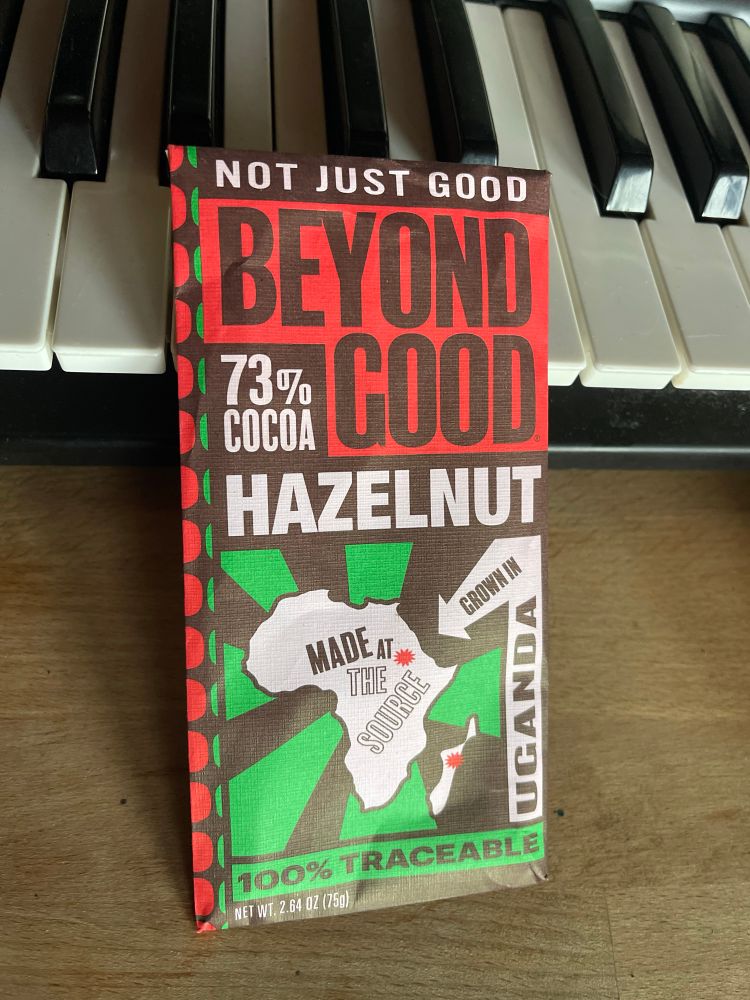 NOT JUST GOOD
BEYOND
GOOD®
73%
COCOA
HAZELNUT
GROWN IN
UGANDA
MADE AT
THE
SOURCE
100% TRACEABLE
NET WT. 2.64 OZ (75g)